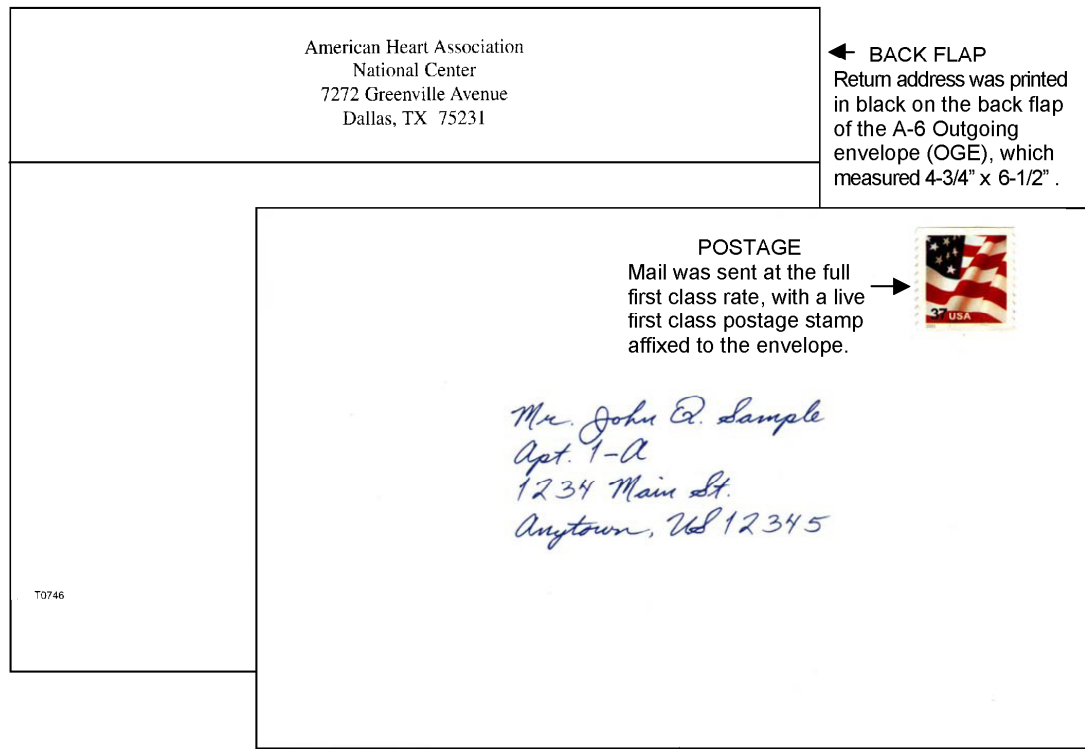 American Heart Association
National Center
7272 Greenville Avenue
Dallas, TX 75231
BACK FLAP
Return address was printed
in black on the back flap
of the A-6 Outgoing
envelope (OGE), which
measured 4-3/4" x 6-1/2" .
POSTAGE
Mail was sent at the full
first class rate, with a live
first class postage stamp
affixed to the envelope.
37 USA
Mr. John Q. Sample
Apt. 1-A
1234 Main St.
Anytown, US 12345
T0746